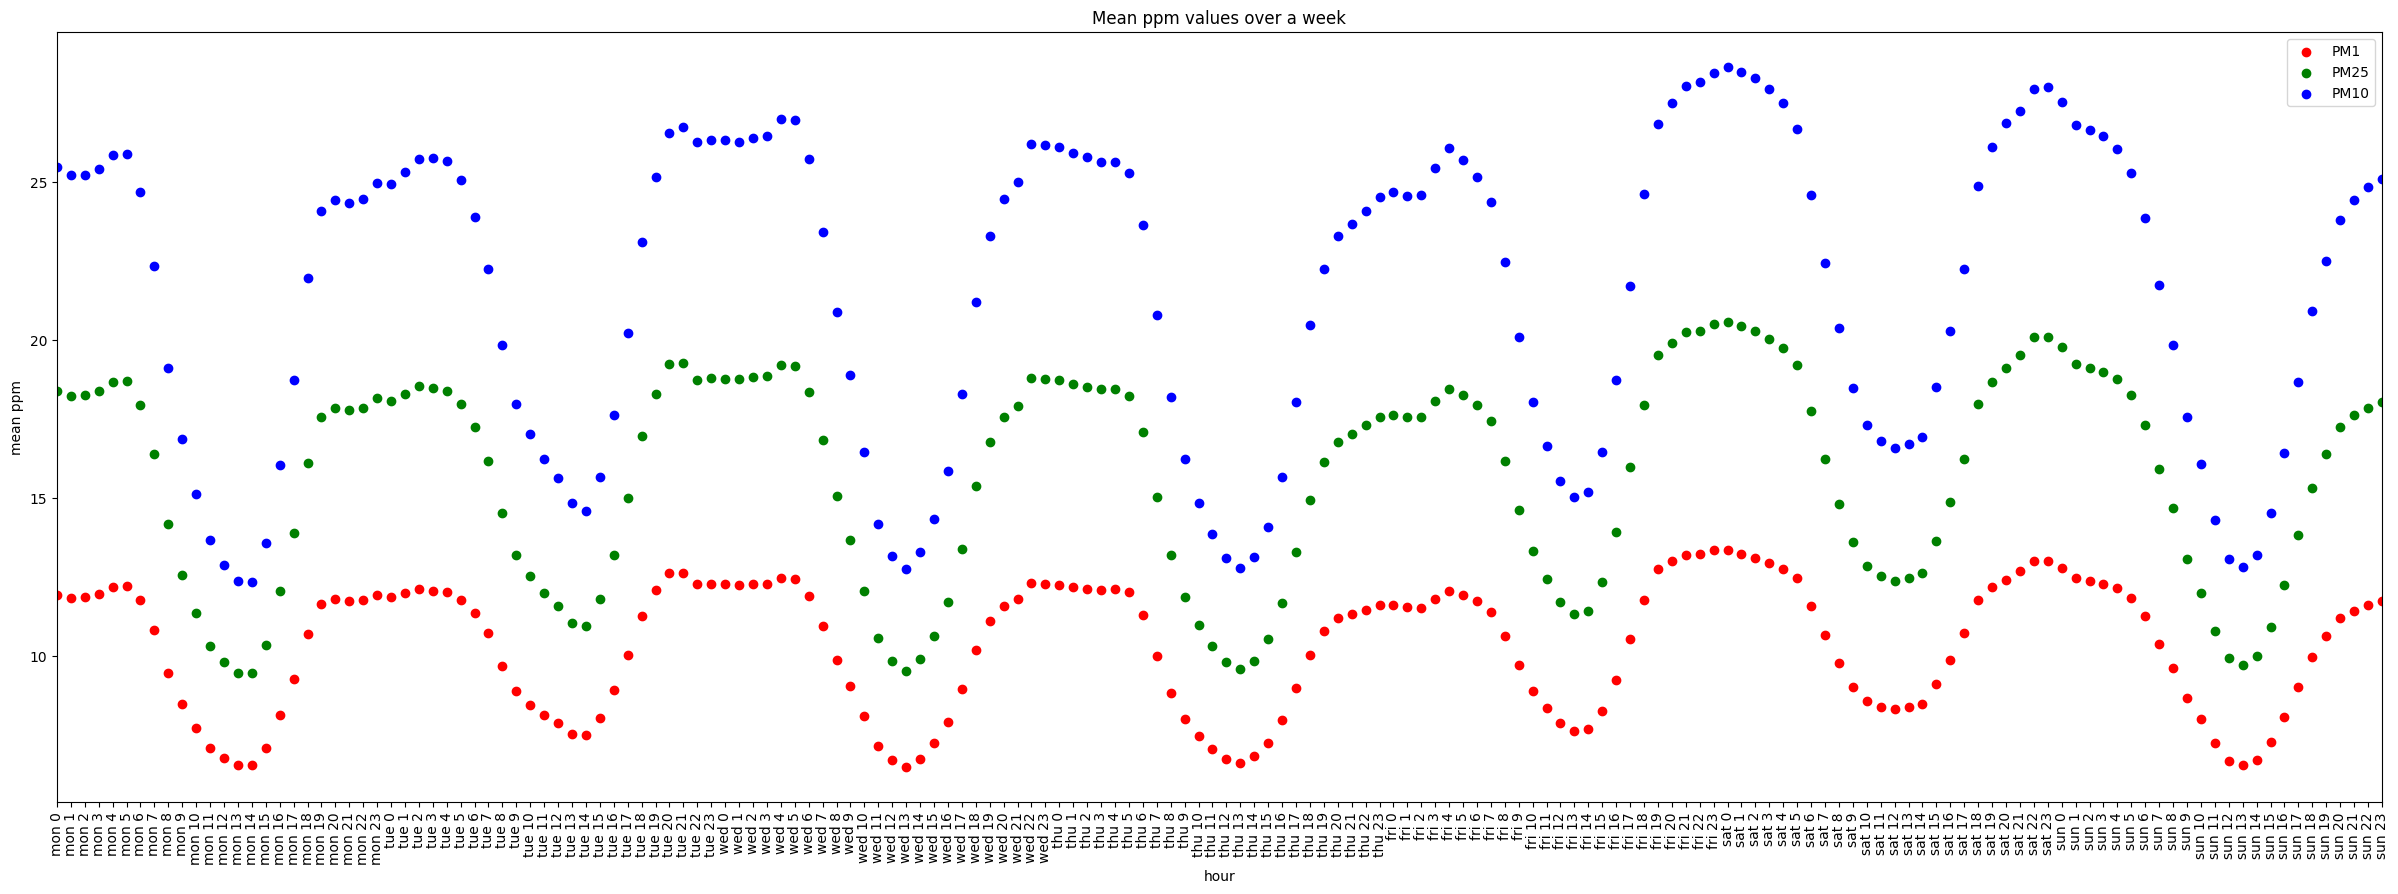 Mean ppm values over a week
PM1
PM25
PM10
mean ppm
25
20
15
10
mon 0
mon 1
mon 2
mon 3
mon 4
mon 5
mon 6
mon 7
mon 8
mon 9
mon 10
mon 11
mon 12
mon 13
mon 14
mon 15
mon 16
mon 17
mon 18
mon 19
mon 20
mon 21
mon 22
mon 23
tue 0
tue 1
tue 2
tue 3
tue 4
tue 5
tue 6
tue 7
tue 8
tue 9
tue 10
tue 11
tue 12
tue 13
tue 14
tue 15
tue 16
tue 17
tue 18
tue 19
tue 20
tue 21
tue 22
tue 23
wed 0
wed 1
wed 2
wed 3
wed 4
wed 5
wed 6
wed 7
wed 8
wed 9
wed 10
wed 11
wed 12
wed 13
wed 14
wed 15
wed 16
wed 17
wed 18
wed 19
wed 20
wed 21
wed 22
wed 23
thu 0
thu 1
thu 2
thu 3
thu 4
thu 5
thu 6
thu 7
thu 8
thu 9
thu 10
thu 11
thu 12
thu 13
thu 14
thu 15
thu 16
thu 17
thu 18
thu 19
thu 20
thu 21
thu 22
thu 23
fri 0
fri 1
fri 2
fri 3
fri 4
fri 5
fri 6
fri 7
fri 8
fri 9
fri 10
fri 11
fri 12
fri 13
fri 14
fri 15
fri 16
fri 17
fri 18
fri 19
fri 20
fri 21
fri 22
fri 23
sat 0
sat 1
sat 2
sat 3
sat 4
sat 5
sat 6
sat 7
sat 8
sat 9
sat 10
sat 11
sat 12
sat 13
sat 14
sat 15
sat 16
sat 17
sat 18
sat 19
sat 20
sat 21
sat 22
sat 23
sun 0
sun 1
sun 2
sun 3
sun 4
sun 5
sun 6
sun 7
sun 8
sun 9
sun 10
sun 11
sun 12
sun 13
sun 14
sun 15
sun 16
sun 17
sun 18
sun 19
sun 20
sun 21
sun 22
sun 23
hour